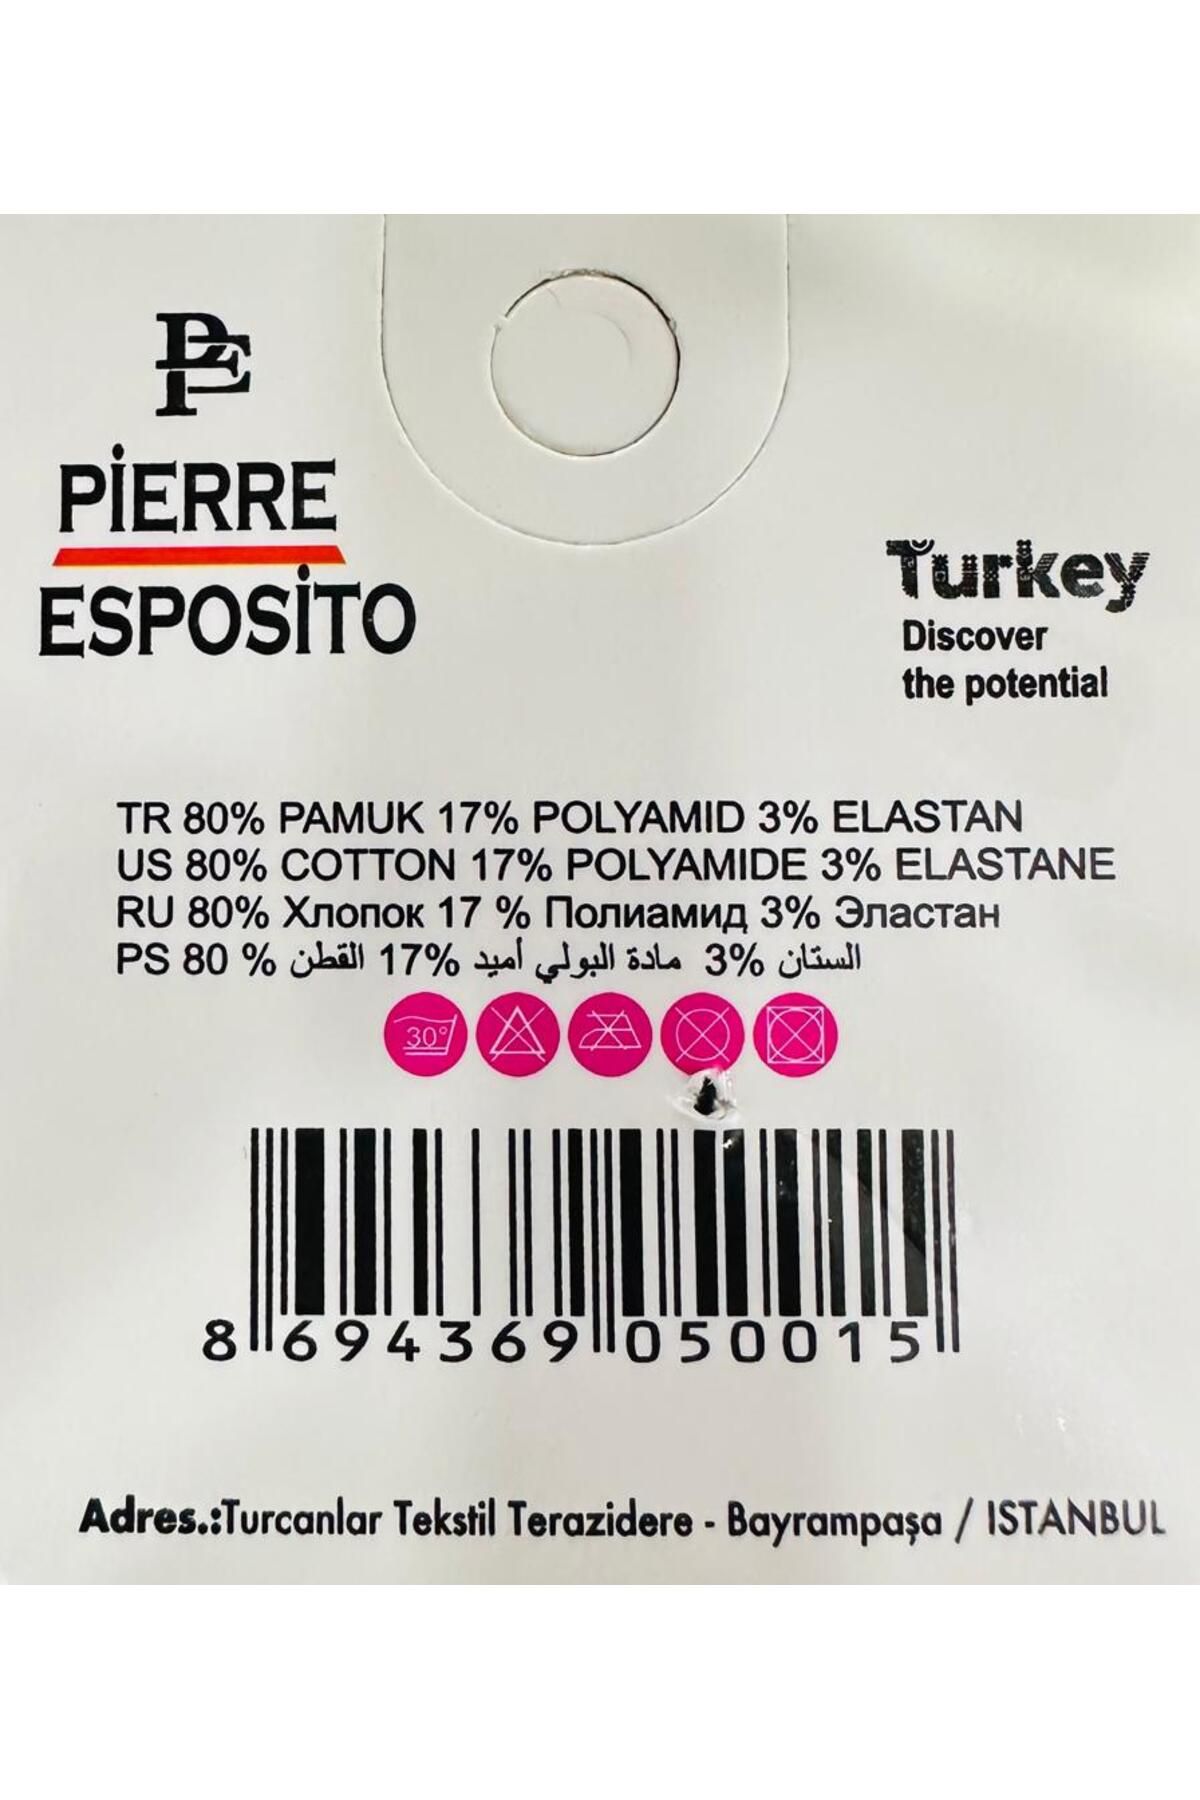 PE
PİERRE
ESPOSİTO
Turkey
Discover
the potential
TR 80% PAMUK 17% POLYAMID 3% ELASTAN
US 80% COTTON 17% POLYAMIDE 3% ELASTANE
RU 80% Хлопок 17 % Полиамид 3% Эластан
PS 80 % القطن 17% مادة البولي أميد 3% الستان
30°
8 694369 050015
Adres.:Turcanlar Tekstil Terazidere - Bayrampaşa / ISTANBUL